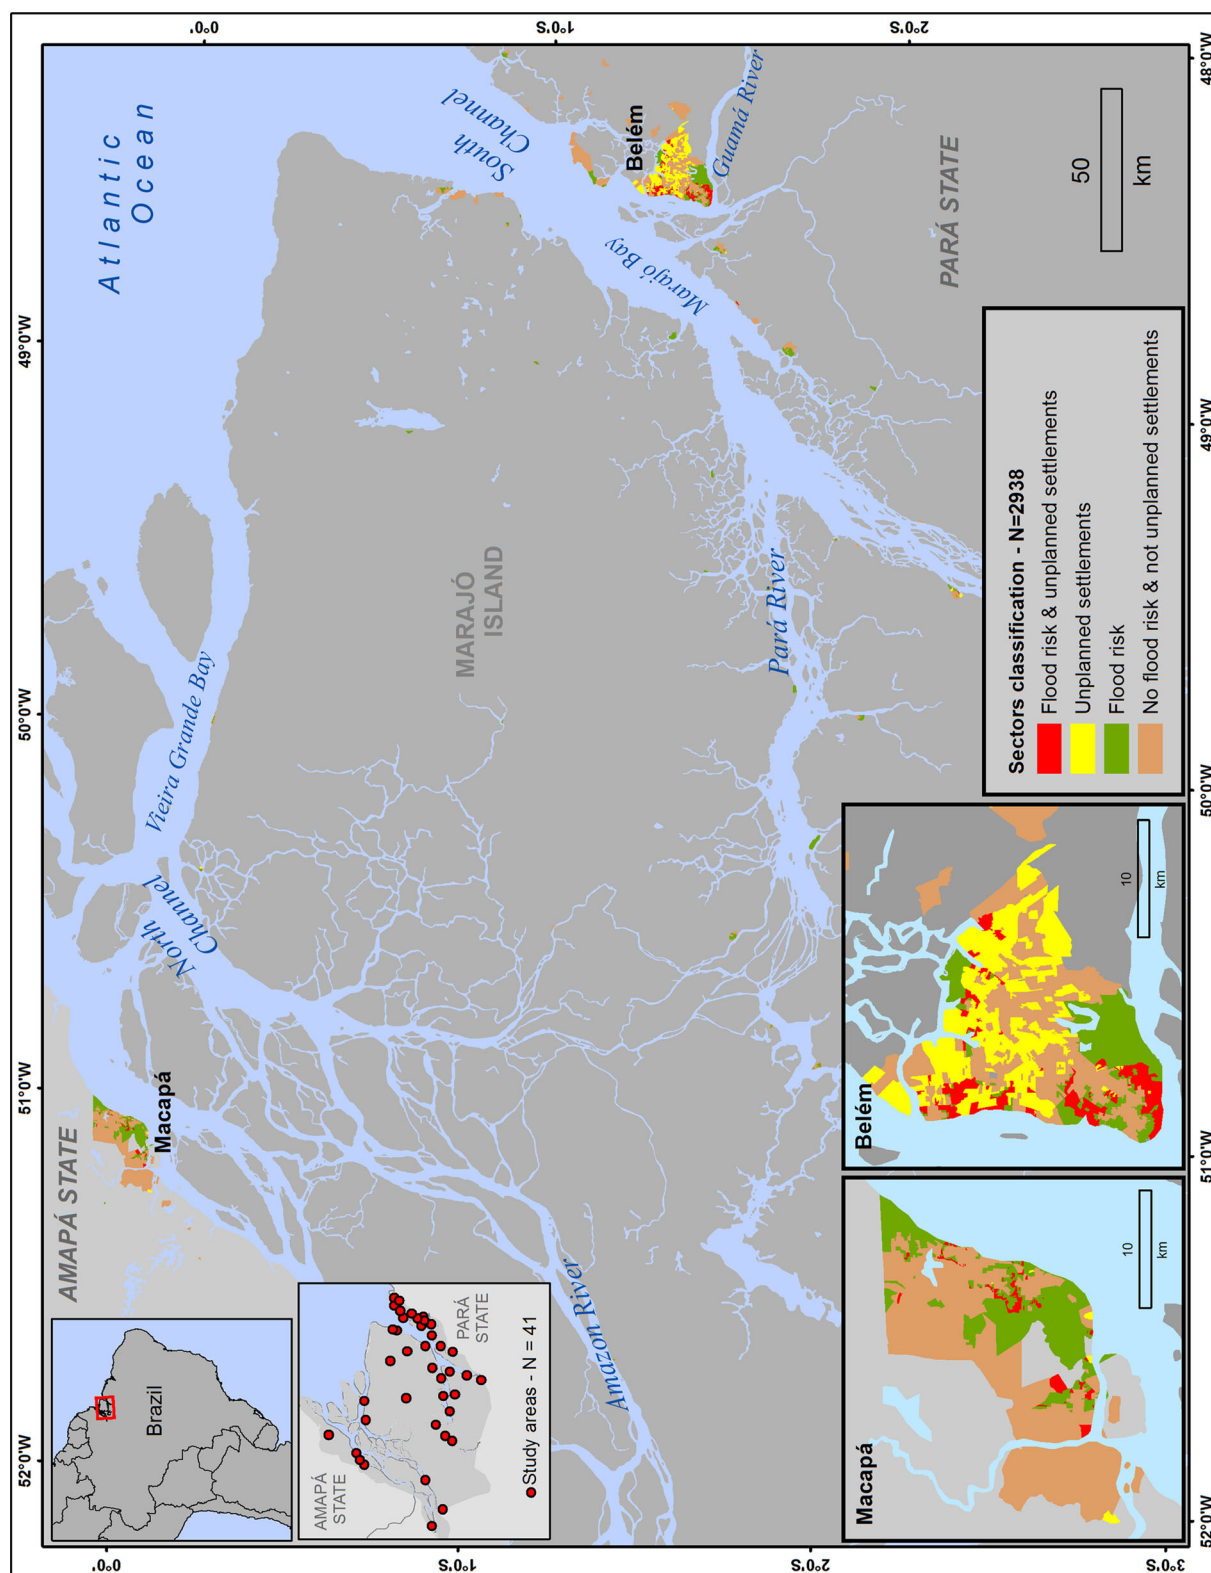 52°0'W
51°0'W
50°0'W
49°0'W
0°0'
1°0'S
2°0'S
3°0'S
0°0'
1°0'S
2°0'S
Brazil
AMAPÁ STATE
Macapá
Atlantic
Ocean
AMAPÁ
STATE
PARÁ
STATE
Study areas - N = 41
North
Channel
Vieira Grande Bay
MARAJÓ
ISLAND
South
Channel
Belém
Guamá River
Marajó Bay
Amazon River
Pará River
PARÁ STATE
50
km
Macapá
10
km
Belém
10
km
Sectors classification - N=2938
Flood risk & unplanned settlements
Unplanned settlements
Flood risk
No flood risk & not unplanned settlements
52°0'W
51°0'W
50°0'W
49°0'W
48°0'W